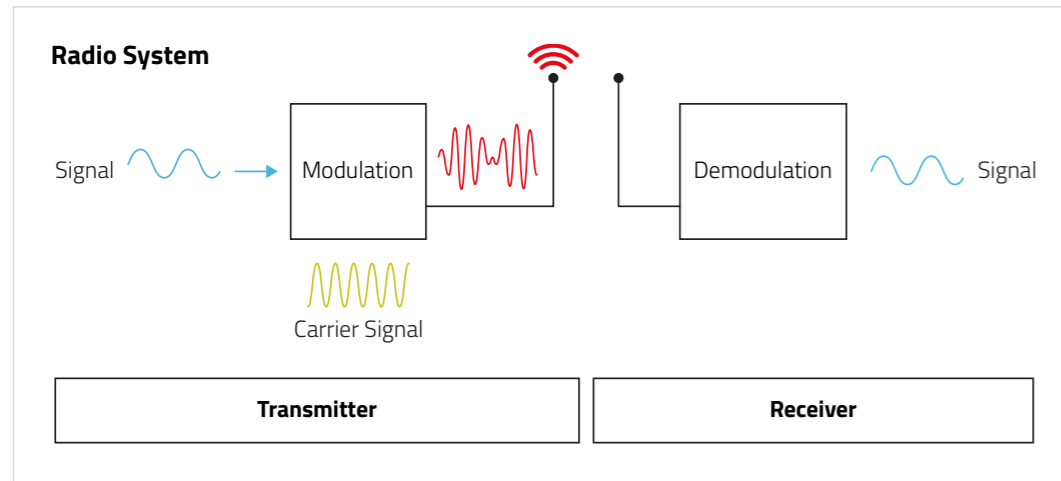 Radio System
Signal
Modulation
Demodulation
Signal
Carrier Signal
Transmitter
Receiver